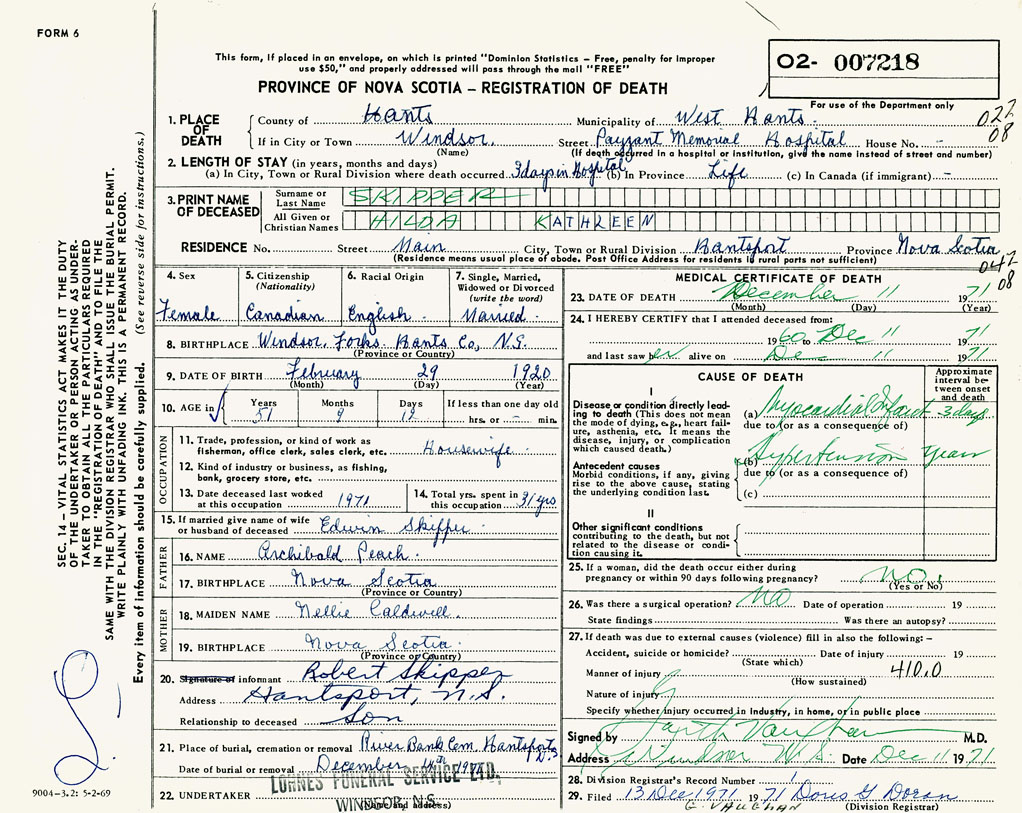 FORM 6
This form, if placed in an envelope, on which is printed "Dominion Statistics – Free, penalty for improper
use $50," and properly addressed will pass through the mail "FREE"
O2- 007218
PROVINCE OF NOVA SCOTIA – REGISTRATION OF DEATH
For use of the Department only
022
08
SEC. 14 – VITAL STATISTICS ACT MAKES IT THE DUTY
OF THE UNDERTAKER OR PERSON ACTING AS UNDER-
TAKER TO OBTAIN ALL THE PARTICULARS REQUIRED
IN THE "REGISTRATION OF DEATH" AND TO FILE THE
SAME WITH THE DIVISION REGISTRAR WHO SHALL ISSUE THE BURIAL PERMIT.
WRITE PLAINLY WITH UNFADING INK. THIS IS A PERMANENT RECORD.
Every item of information should be carefully supplied. (See reverse side for instructions.)
1. PLACE OF DEATH
County of Hants Municipality of West Hants.
If in City or Town Windsor. Street Payzant Memorial Hospital House No. -
(Name) (If death occurred in a hospital or institution, give the name instead of street and number)
2. LENGTH OF STAY (in years, months and days)
(a) In City, Town or Rural Division where death occurred 3 days in Hospital (b) In Province Life (c) In Canada (if immigrant) -
3. PRINT NAME OF DECEASED
Surname or Last Name SKIPPER
All Given or Christian Names HILDA KATHLEEN
RESIDENCE No. Street Main City, Town or Rural Division Hantsport Province Nova Scotia
(Residence means usual place of abode. Post Office Address for residents of rural parts not sufficient)
047
08
4. Sex
Female
5. Citizenship
(Nationality)
Canadian
6. Racial Origin
English.
7. Single, Married,
Widowed or Divorced
(write the word)
Married.
8. BIRTHPLACE Windsor, Forks. Hants Co, N.S.
(Province or Country)
9. DATE OF BIRTH February 29 1920
(Month) (Day) (Year)
10. AGE in Years 51 Months 9 Days 12 If less than one day old
hrs. or - min.
OCCUPATION
11. Trade, profession, or kind of work as
fisherman, office clerk, sales clerk, etc. Housewife.
12. Kind of industry or business, as fishing,
bank, grocery store, etc.
13. Date deceased last worked
at this occupation 1971
14. Total yrs. spent in
this occupation 31 yrs
15. If married give name of wife
or husband of deceased Edwin Skipper.
FATHER
16. NAME Archibald Peach.
17. BIRTHPLACE Nova Scotia
(Province or Country)
MOTHER
18. MAIDEN NAME Nellie Caldwell.
19. BIRTHPLACE Nova Scotia.
(Province or Country)
20. Signature of informant Robert Skipper
Address Hantsport, N.S.
Relationship to deceased Son
21. Place of burial, cremation or removal River Bank Cem. Hantsport N.S.
Date of burial or removal December 14th 1971
22. UNDERTAKER
LOHNES FUNERAL SERVICE LTD.
WINDSOR, N.S.
(Name and address)
MEDICAL CERTIFICATE OF DEATH
23. DATE OF DEATH December 11 1971
(Month) (Day) (Year)
24. I HEREBY CERTIFY that I attended deceased from:
1960 to Dec 11 1971
and last saw her alive on Dec 11 1971
CAUSE OF DEATH
Approximate
interval be-
tween onset
and death
I
Disease or condition directly lead-
ing to death (This does not mean
the mode of dying, e.g., heart fail-
ure, asthenia, etc. It means the
disease, injury, or complication
which caused death.)
(a) Myocardial Infarct 3 days
due to (or as a consequence of)
Antecedent causes
Morbid conditions, if any, giving
rise to the above cause, stating
the underlying condition last.
(b) Hypertension Years
due to (or as a consequence of)
(c)
II
Other significant conditions
contributing to the death, but not
related to the disease or condi-
tion causing it.
25. If a woman, did the death occur either during
pregnancy or within 90 days following pregnancy? NO.
(Yes or No)
26. Was there a surgical operation? NO Date of operation 19
State findings Was there an autopsy?
27. If death was due to external causes (violence) fill in also the following: –
Accident, suicide or homicide? Date of injury 19
(State which)
Manner of injury 410.0
(How sustained)
Nature of injury
Specify whether injury occurred in industry, in home, or in public place
Signed by Vaughan M.D.
Address Windsor N.S. Date Dec 11 1971
28. Division Registrar's Record Number 1
29. Filed 13 Dec 1971 1971 Doris G Doran
G. VAUGHAN (Division Registrar)
9004-3.2: 5-2-69